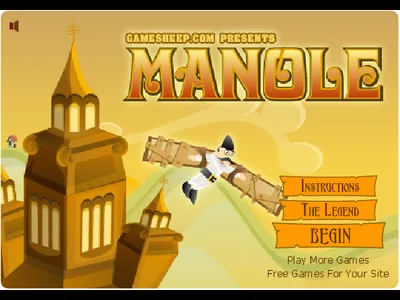 GAMESHEEP.COM PRESENTS
MANOLE
INSTRUCTIONS
THE LEGEND
BEGIN
Play More Games
Free Games For Your Site